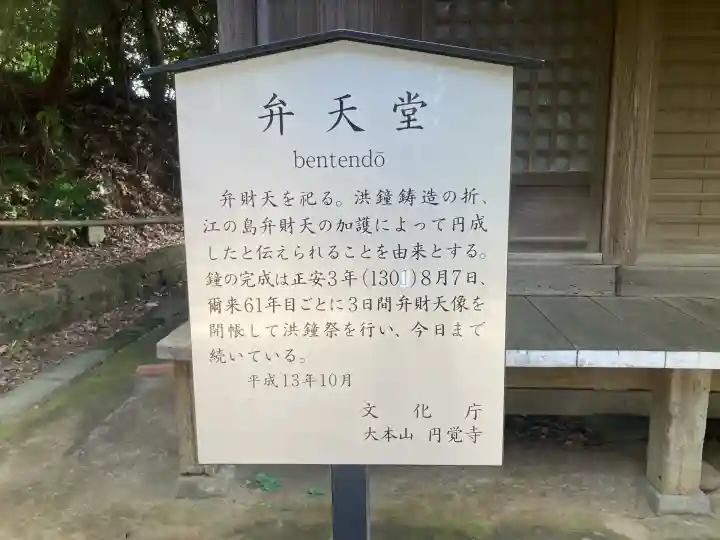 弁天堂
bentendō
弁財天を祀る。洪鐘鋳造の折、
江の島弁財天の加護によって円成
したと伝えられることを由来とする。
鐘の完成は正安3年(1301)8月7日、
爾来61年目ごとに3日間弁財天像を
開帳して洪鐘祭を行い、今日まで
続いている。
平成13年10月
文化庁
大本山 円覚寺